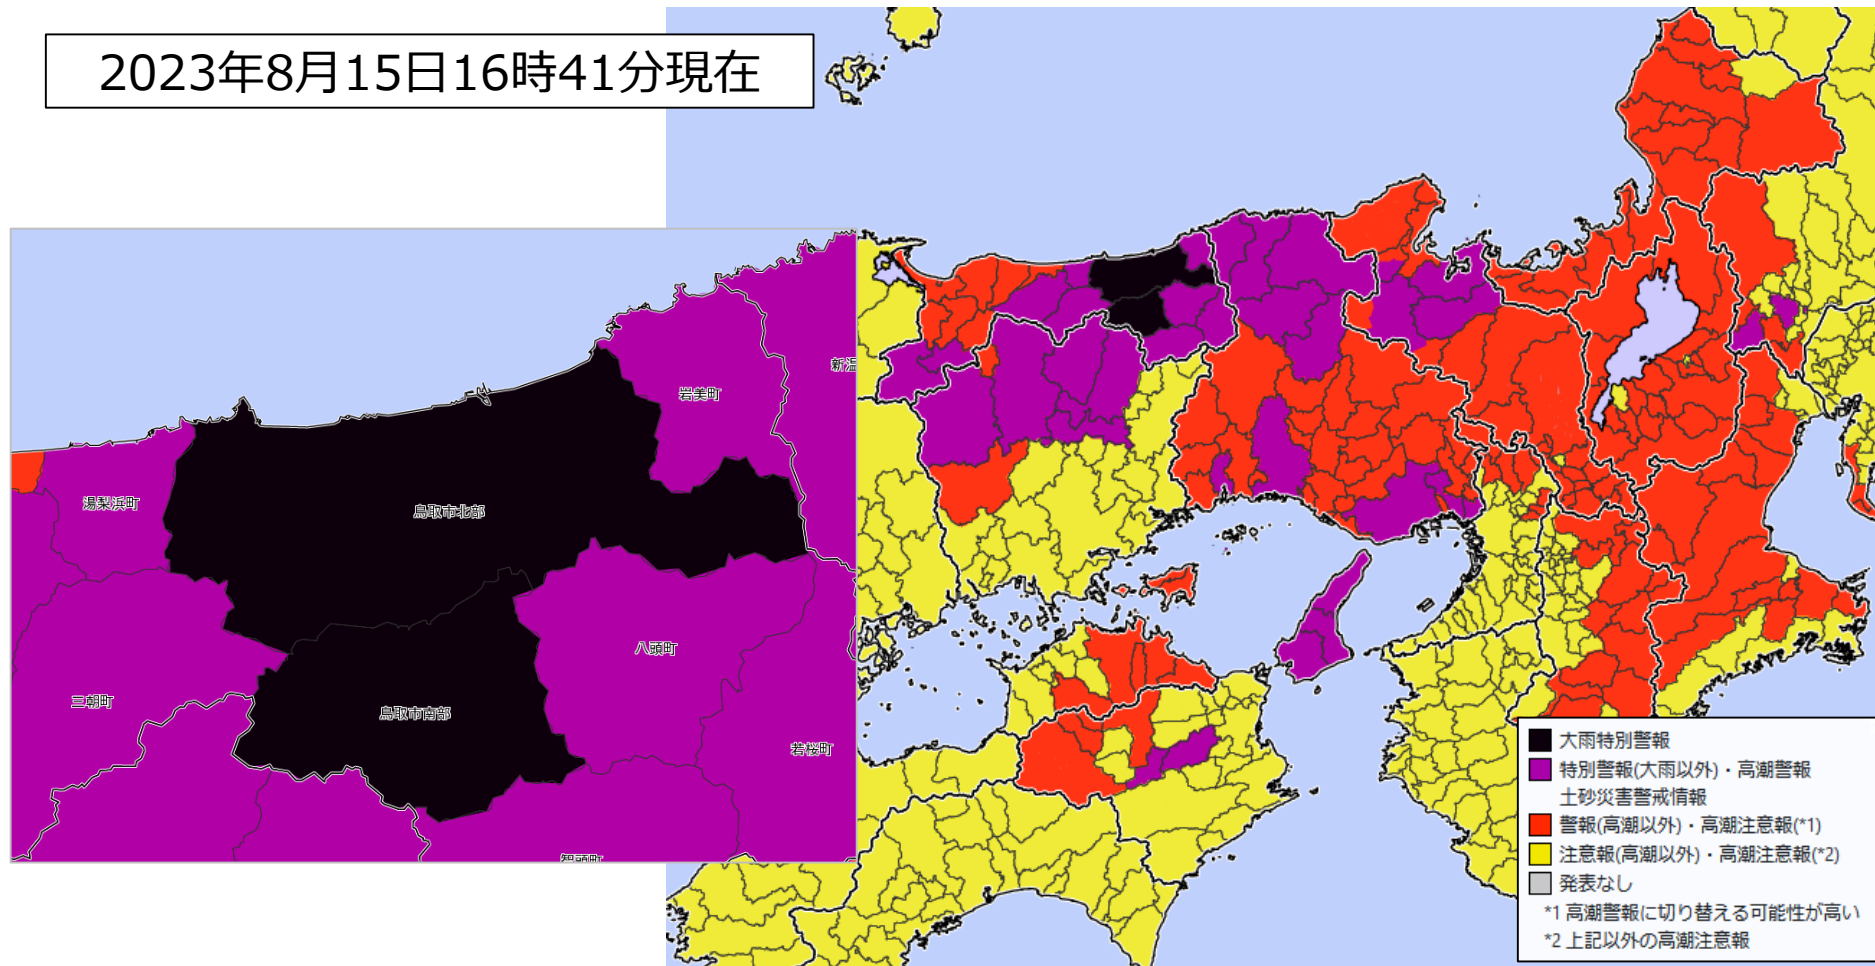 2023年8月15日16時41分現在
岩美町
湯梨浜町
鳥取市北部
八頭町
三朝町
鳥取市南部
若桜町
大雨特別警報
特別警報(大雨以外)・高潮警報
土砂災害警戒情報
警報(高潮以外)・高潮注意報(*1)
注意報(高潮以外)・高潮注意報(*2)
発表なし
*1 高潮警報に切り替える可能性が高い
*2 上記以外の高潮注意報